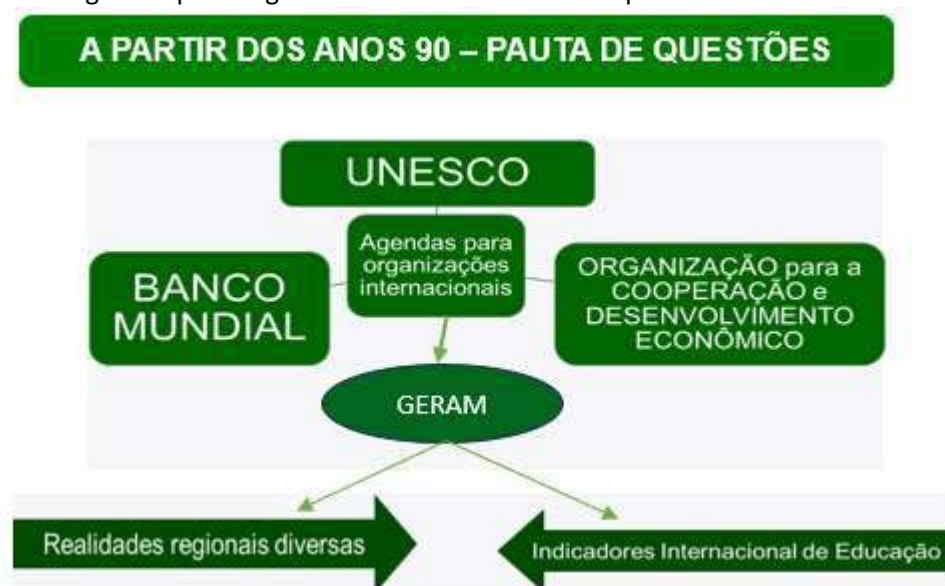 A PARTIR DOS ANOS 90 – PAUTA DE QUESTÕES
UNESCO
Agendas para
organizações
internacionais
BANCO
MUNDIAL
ORGANIZAÇÃO para a
COOPERAÇÃO e
DESENVOLVIMENTO
ECONÔMICO
GERAM
Realidades regionais diversas
Indicadores Internacional de Educação